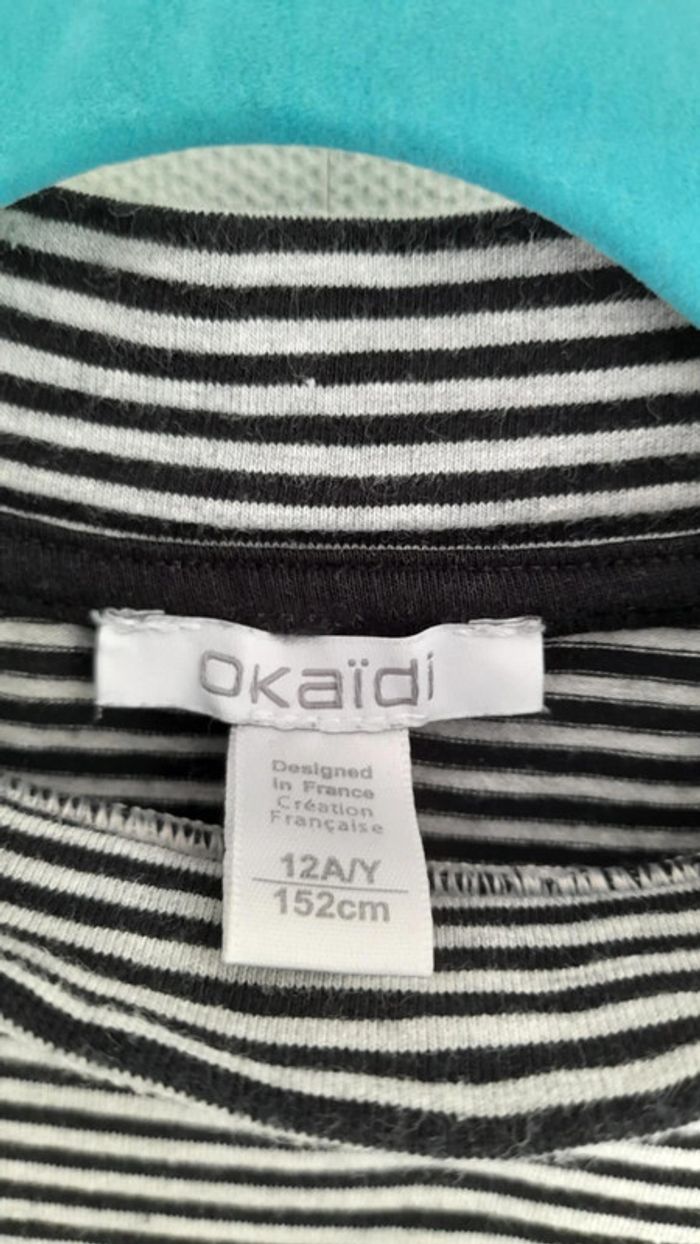 Okaïdi
Designed
in France
Création
Française
12A/Y
152cm